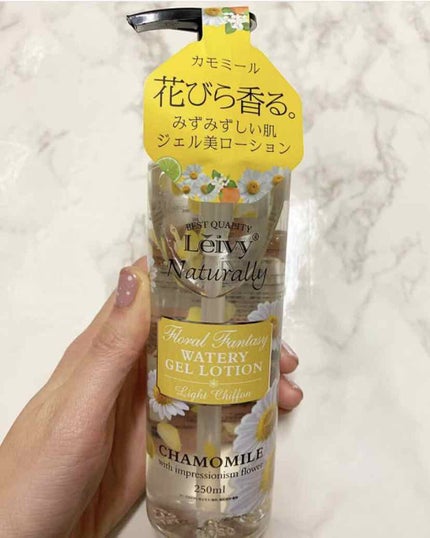 カモミール
花びら香る。
みずみずしい肌
ジェル美ローション
BEST QUALITY
Leivy®
Naturally
Floral Fantasy
WATERY
GEL LOTION
Light Chiffon
CHAMOMILE
with impressionism flower
250ml